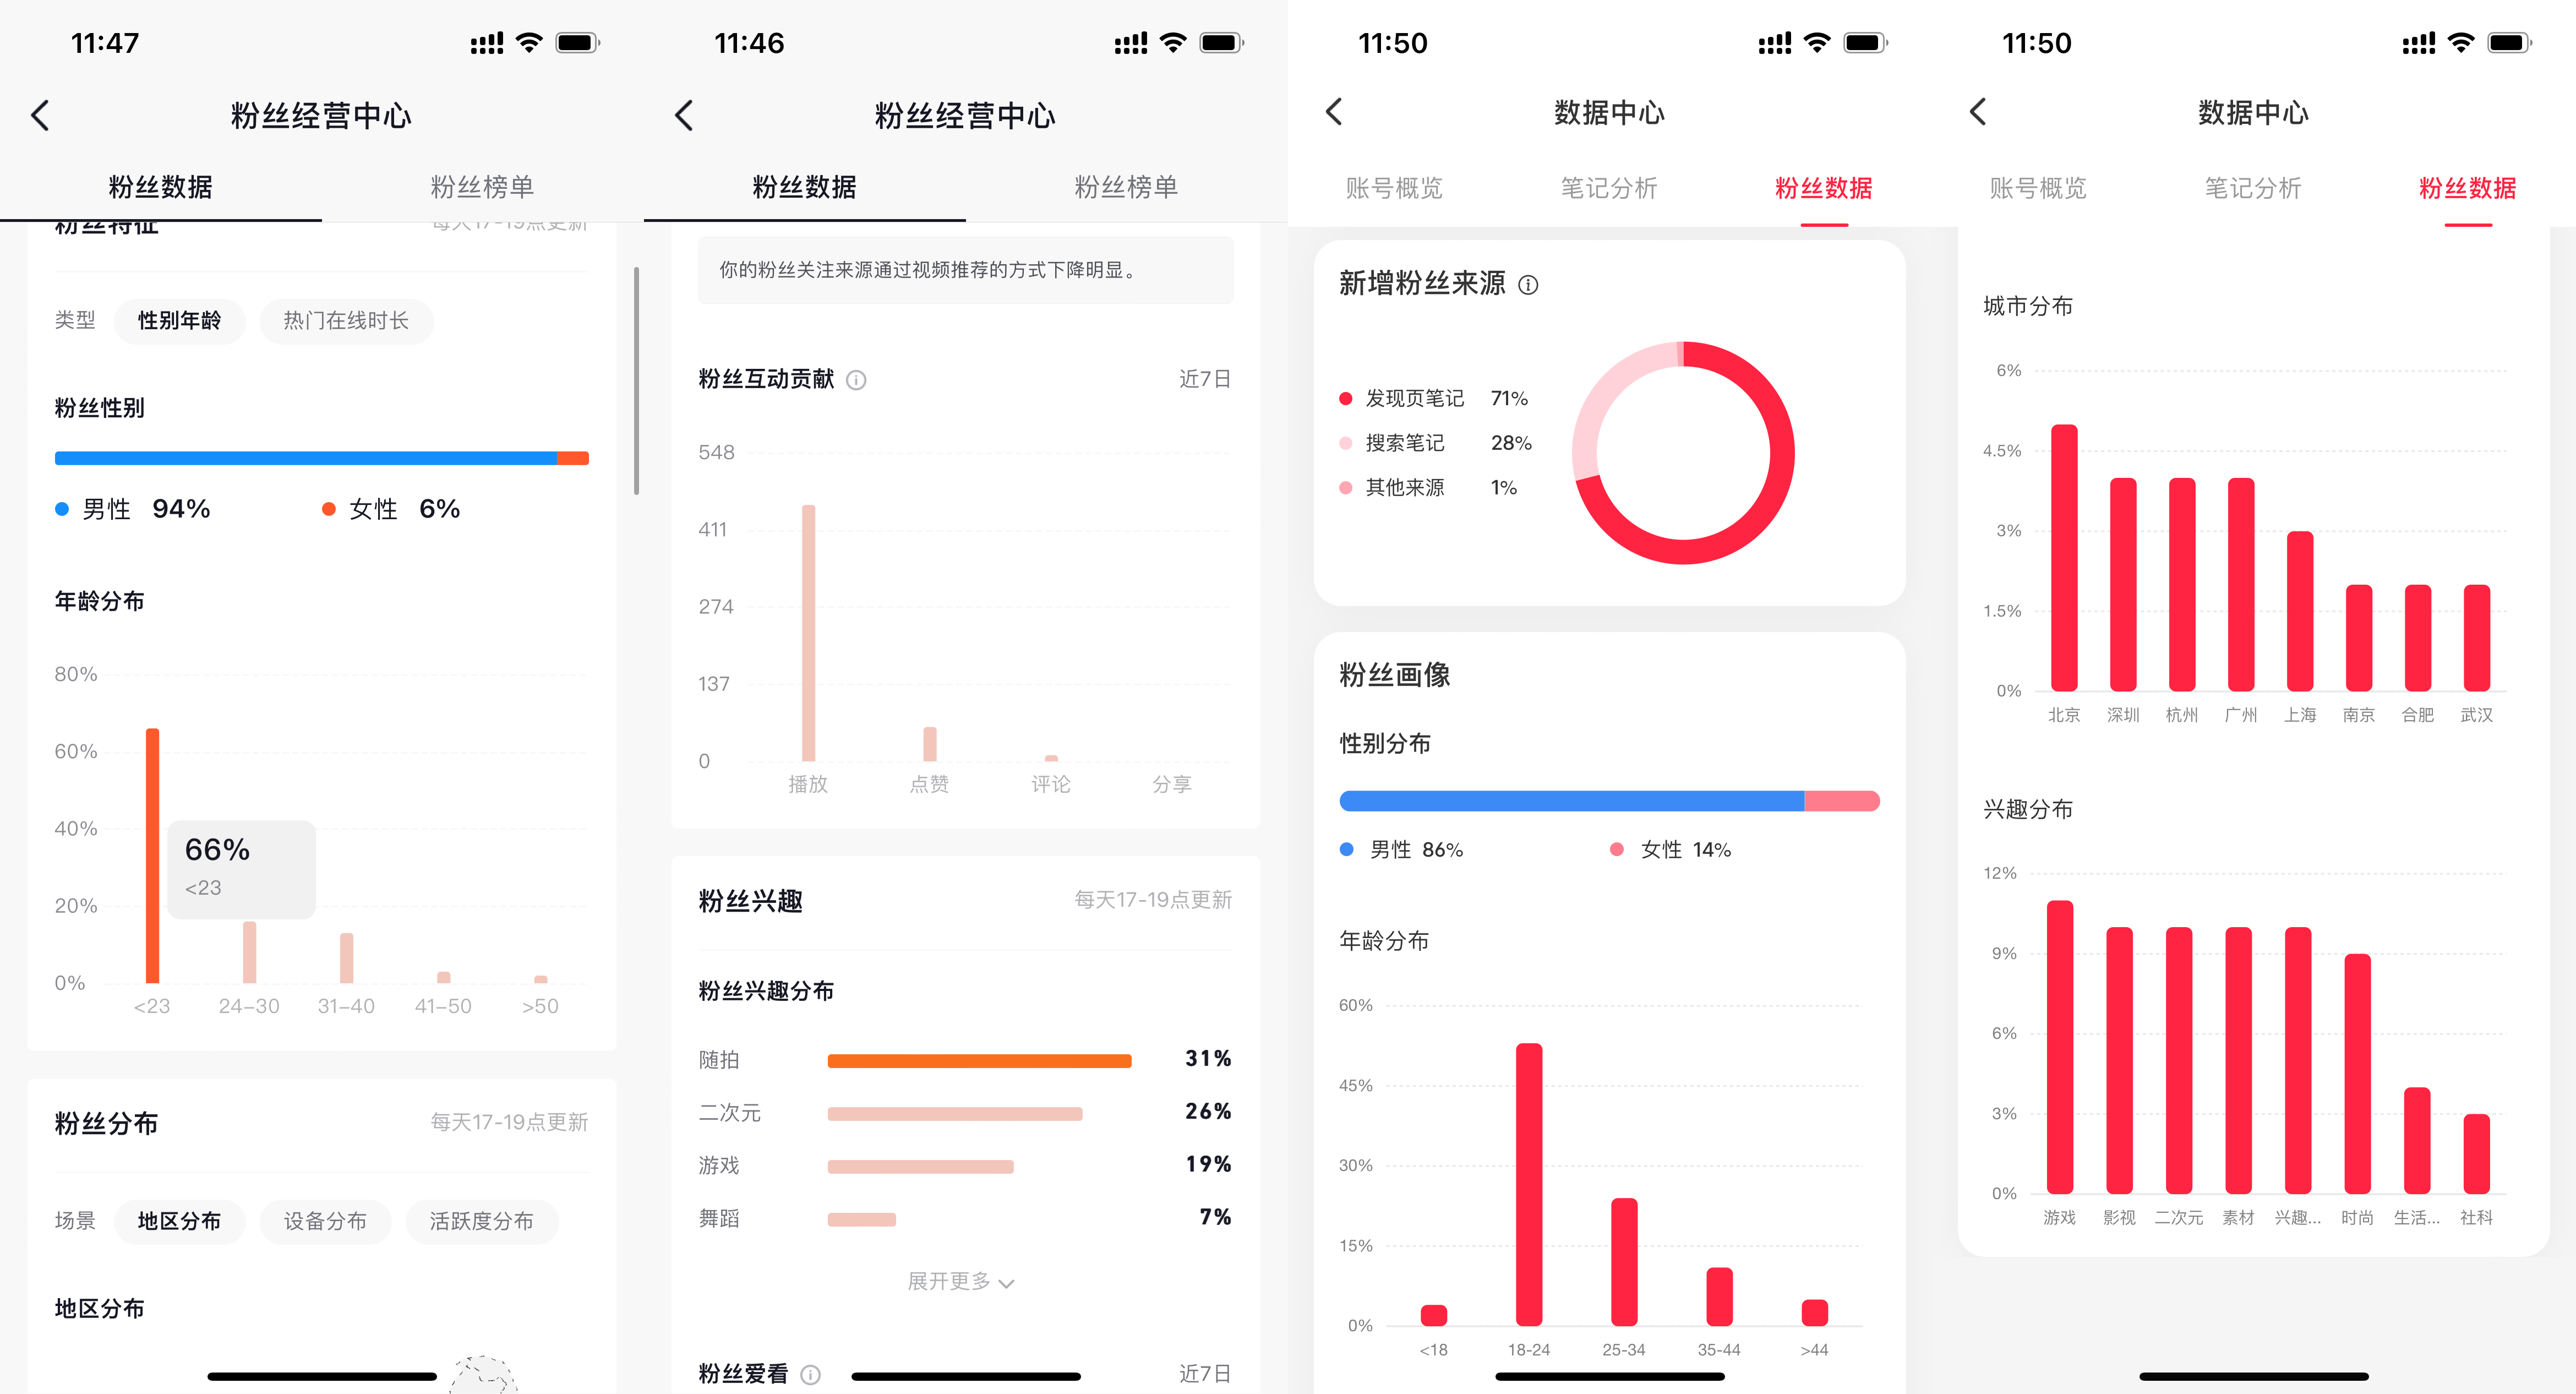 11:47
粉丝经营中心
粉丝数据
粉丝榜单
粉丝特征
每天17-19点更新
类型
性别年龄
热门在线时长
粉丝性别
男性 94%
女性 6%
年龄分布
80%
60%
40%
20%
0%
66%
<23
<23
24-30
31-40
41-50
>50
粉丝分布
每天17-19点更新
场景
地区分布
设备分布
活跃度分布
地区分布
11:46
粉丝经营中心
粉丝数据
粉丝榜单
你的粉丝关注来源通过视频推荐的方式下降明显。
粉丝互动贡献
近7日
548
411
274
137
0
播放
点赞
评论
分享
粉丝兴趣
每天17-19点更新
粉丝兴趣分布
随拍 31%
二次元 26%
游戏 19%
舞蹈 7%
展开更多
粉丝爱看
近7日
11:50
数据中心
账号概览
笔记分析
粉丝数据
新增粉丝来源
发现页笔记 71%
搜索笔记 28%
其他来源 1%
粉丝画像
性别分布
男性 86%
女性 14%
年龄分布
60%
45%
30%
15%
0%
<18
18-24
25-34
35-44
>44
11:50
数据中心
账号概览
笔记分析
粉丝数据
城市分布
6%
4.5%
3%
1.5%
0%
北京
深圳
杭州
广州
上海
南京
合肥
武汉
兴趣分布
12%
9%
6%
3%
0%
游戏
影视
二次元
素材
兴趣...
时尚
生活...
社科